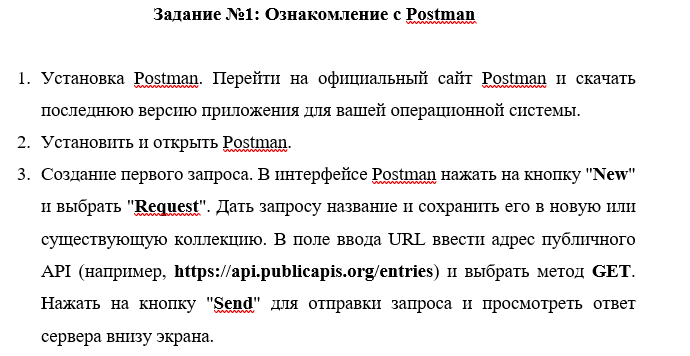 Задание №1: Ознакомление с Postman
1. Установка Postman. Перейти на официальный сайт Postman и скачать
последнюю версию приложения для вашей операционной системы.
2. Установить и открыть Postman.
3. Создание первого запроса. В интерфейсе Postman нажать на кнопку "New"
и выбрать "Request". Дать запросу название и сохранить его в новую или
существующую коллекцию. В поле ввода URL ввести адрес публичного
API (например, https://api.publicapis.org/entries) и выбрать метод GET.
Нажать на кнопку "Send" для отправки запроса и просмотреть ответ
сервера внизу экрана.